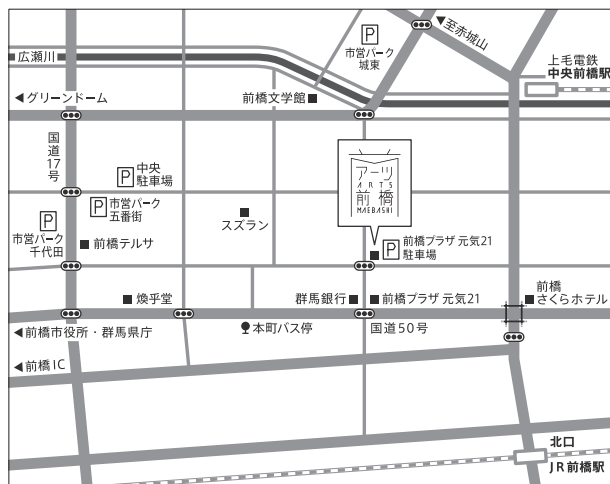 至赤城山
P
市営パーク
城東
広瀬川
上毛電鉄
中央前橋駅
グリーンドーム
前橋文学館
国道17号
P
中央
駐車場
アーツ
ARTS
前橋
MAEBASHI
P
市営パーク
五番街
スズラン
P
市営パーク
千代田
前橋テルサ
P
前橋プラザ 元気21
駐車場
煥乎堂
群馬銀行
前橋プラザ 元気21
前橋
さくらホテル
前橋市役所・群馬県庁
本町バス停
国道50号
前橋IC
北口
JR前橋駅